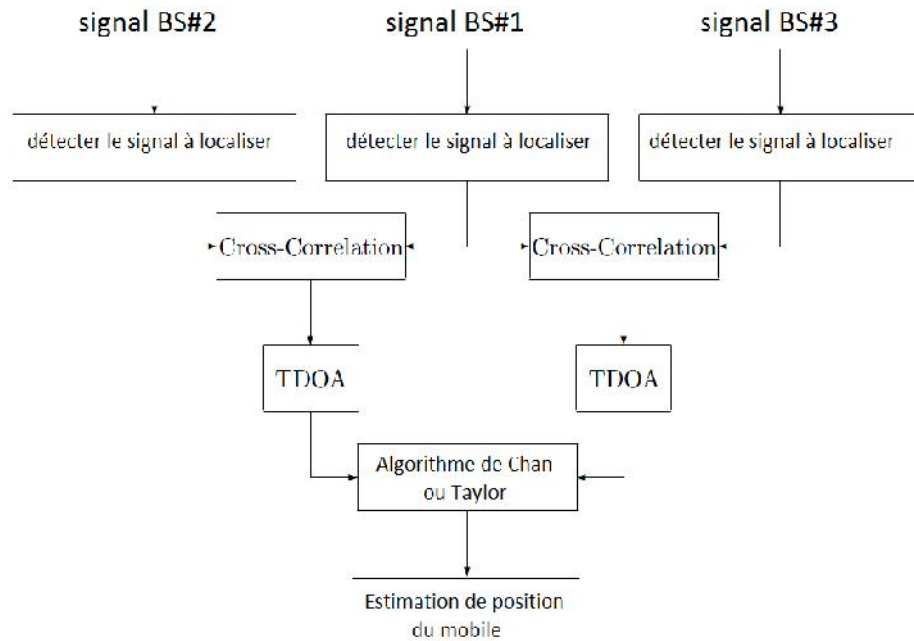 signal BS#2
signal BS#1
signal BS#3
détecter le signal à localiser
détecter le signal à localiser
détecter le signal à localiser
Cross-Correlation
Cross-Correlation
TDOA
TDOA
Algorithme de Chan
ou Taylor
Estimation de position
du mobile